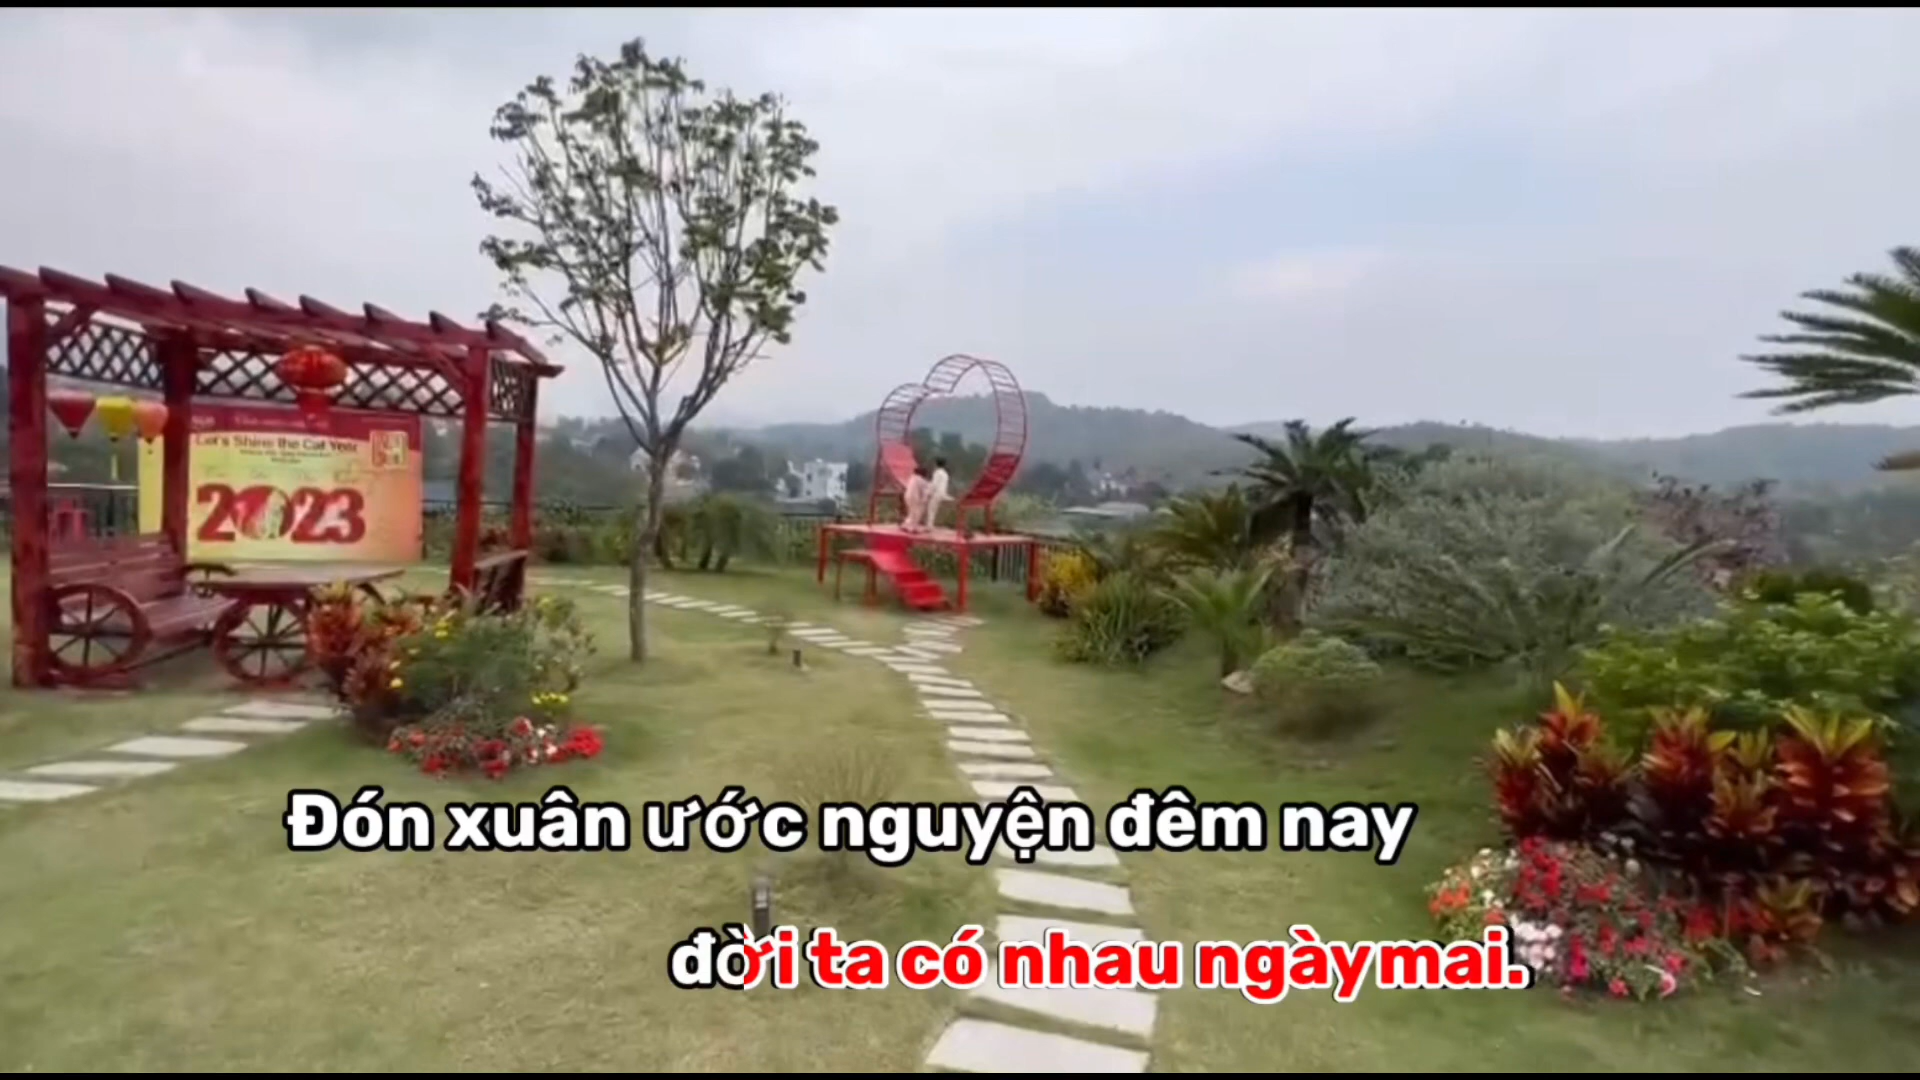 Let's Shine the Cat Year
2023
Đón xuân ước nguyện đêm nay
đời ta có nhau ngày mai.